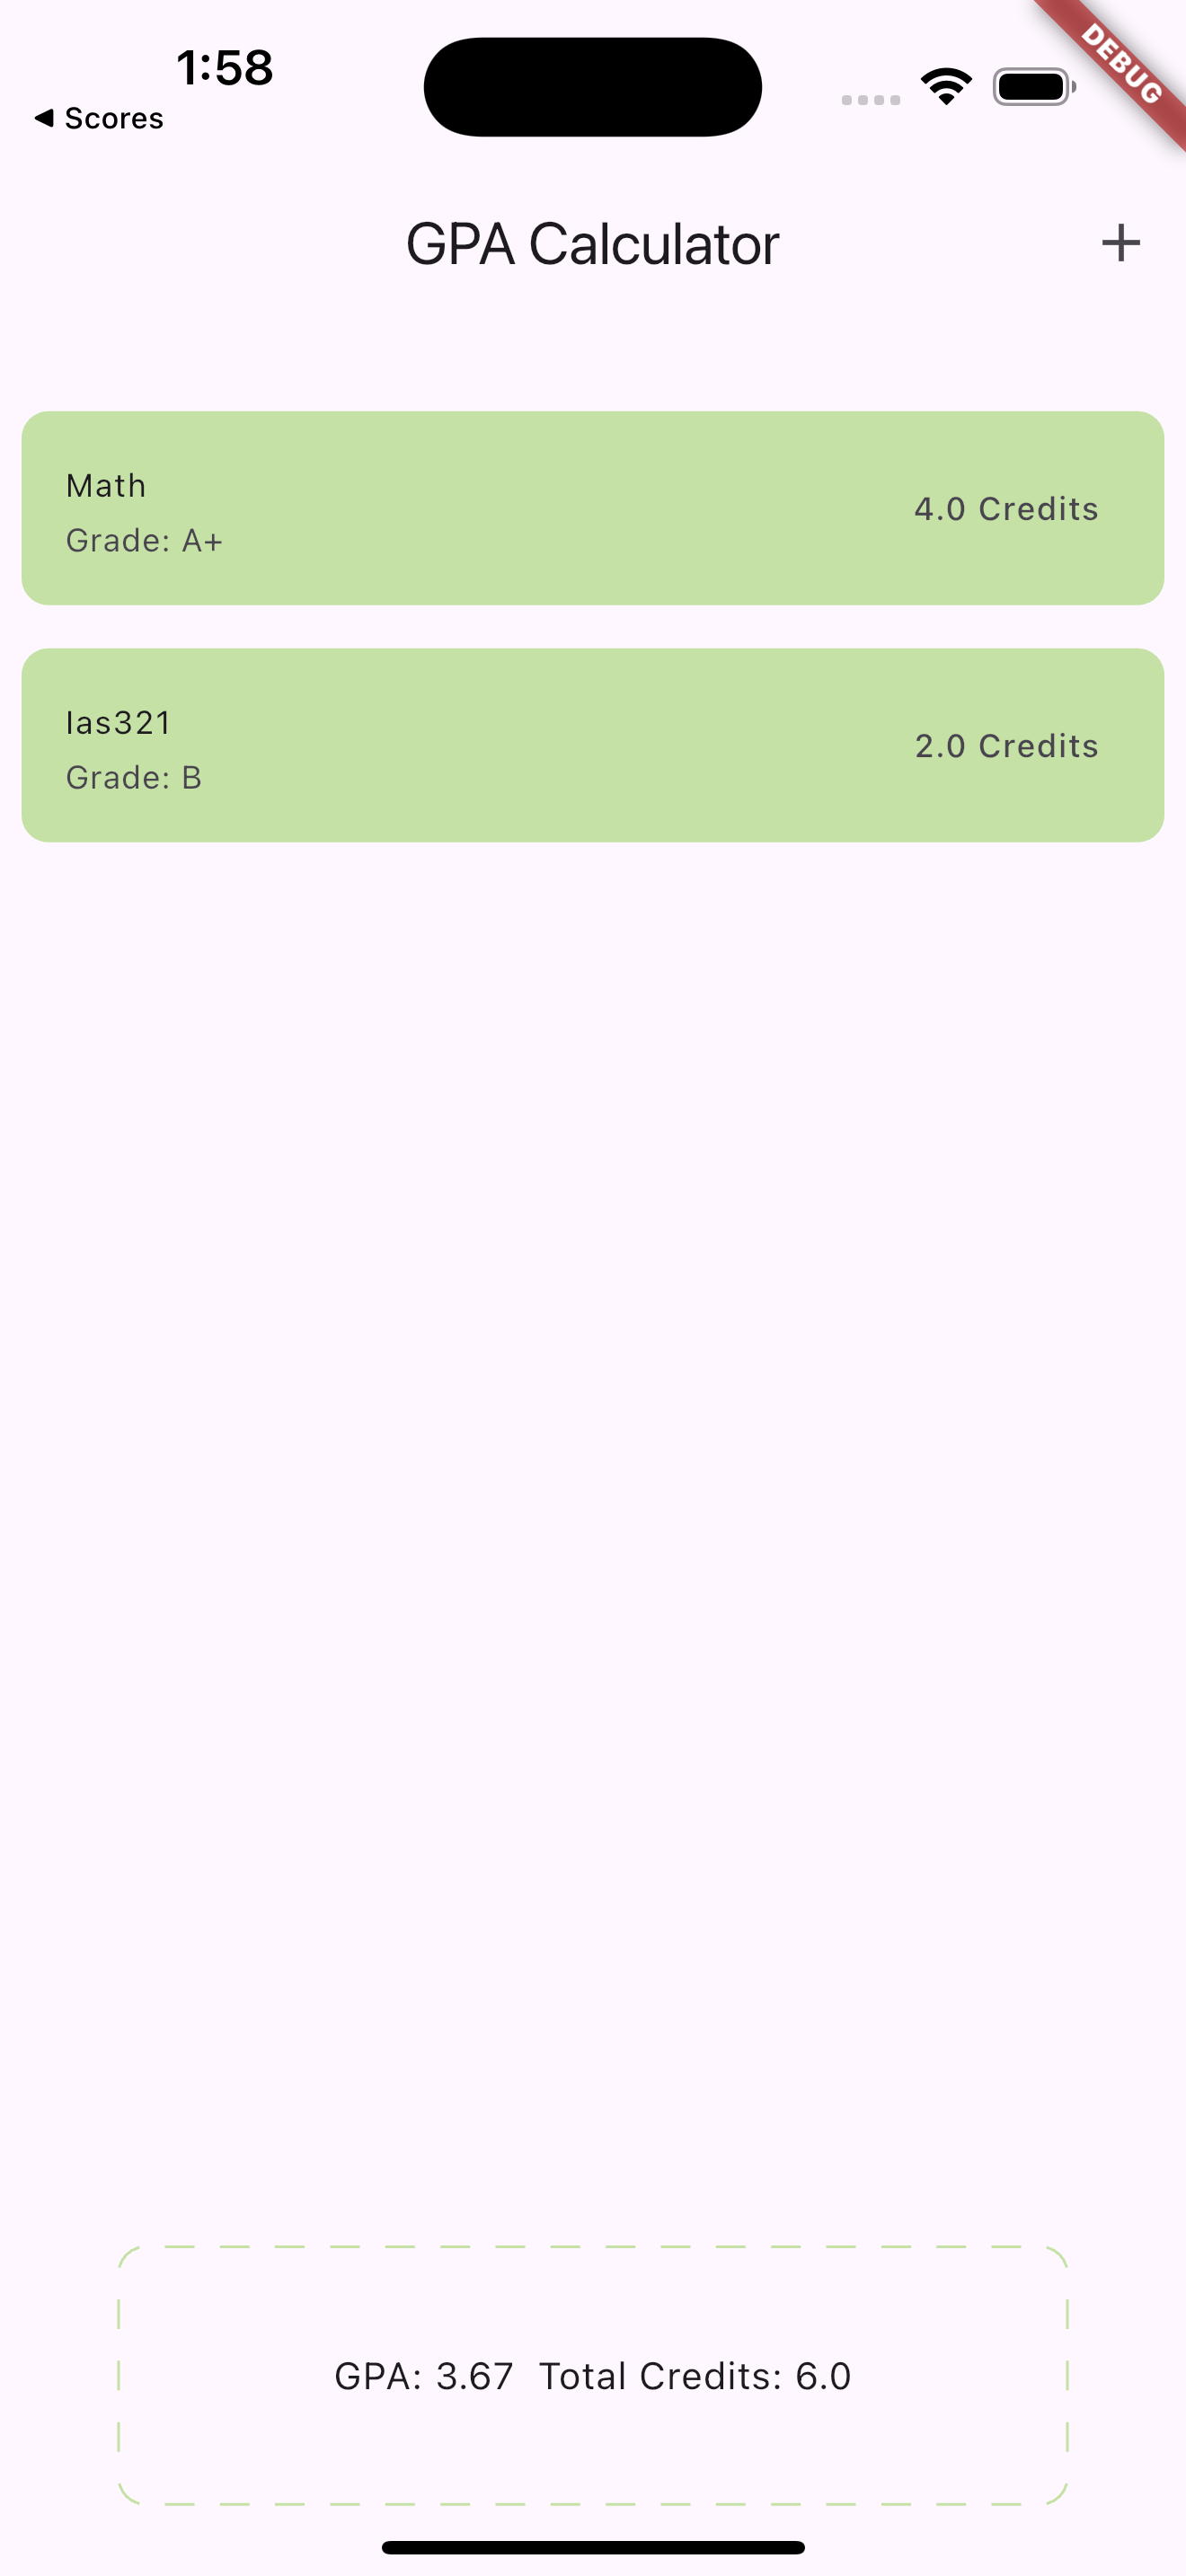 1:58
DEBUG
◀ Scores
GPA Calculator
+
Math
Grade: A+
4.0 Credits
Ias321
Grade: B
2.0 Credits
GPA: 3.67 Total Credits: 6.0